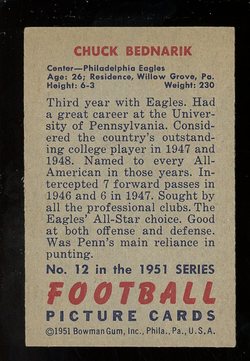 CHUCK BEDNARIK
Center—Philadelphia Eagles
Age: 26; Residence, Willow Grove, Pa.
Height: 6-3 Weight: 230
Third year with Eagles. Had
a great career at the Univer-
sity of Pennsylvania. Consid-
ered the country's outstand-
ing college player in 1947 and
1948. Named to every All-
American in those years. In-
tercepted 7 forward passes in
1946 and 6 in 1947. Sought by
all the professional clubs. The
Eagles' All-Star choice. Good
at both offense and defense.
Was Penn's main reliance in
punting.
No. 12 in the 1951 SERIES
FOOTBALL
PICTURE CARDS
©1951 Bowman Gum, Inc., Phila., Pa., U.S.A.